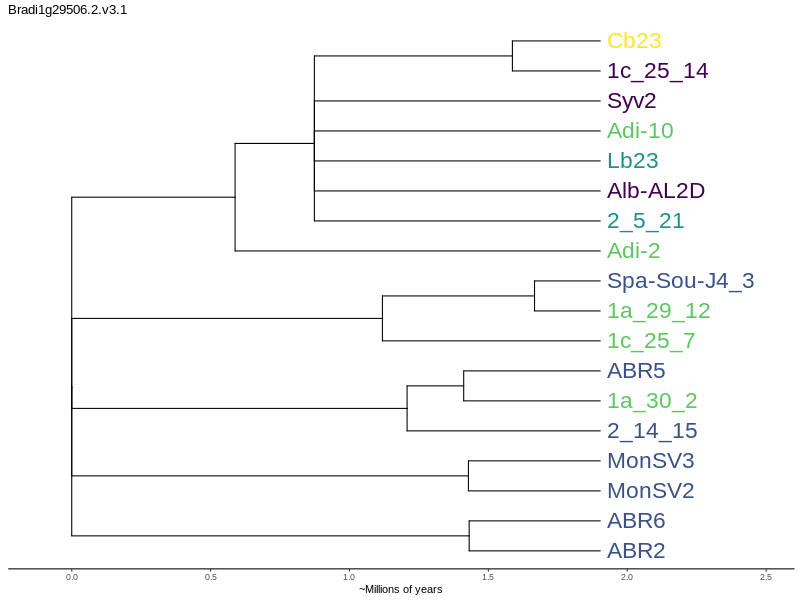 Bradi1g29506.2.v3.1
Cb23
1c_25_14
Syv2
Adi-10
Lb23
Alb-AL2D
2_5_21
Adi-2
Spa-Sou-J4_3
1a_29_12
1c_25_7
ABR5
1a_30_2
2_14_15
MonSV3
MonSV2
ABR6
ABR2
0.0 0.5 1.0 1.5 2.0 2.5
~Millions of years